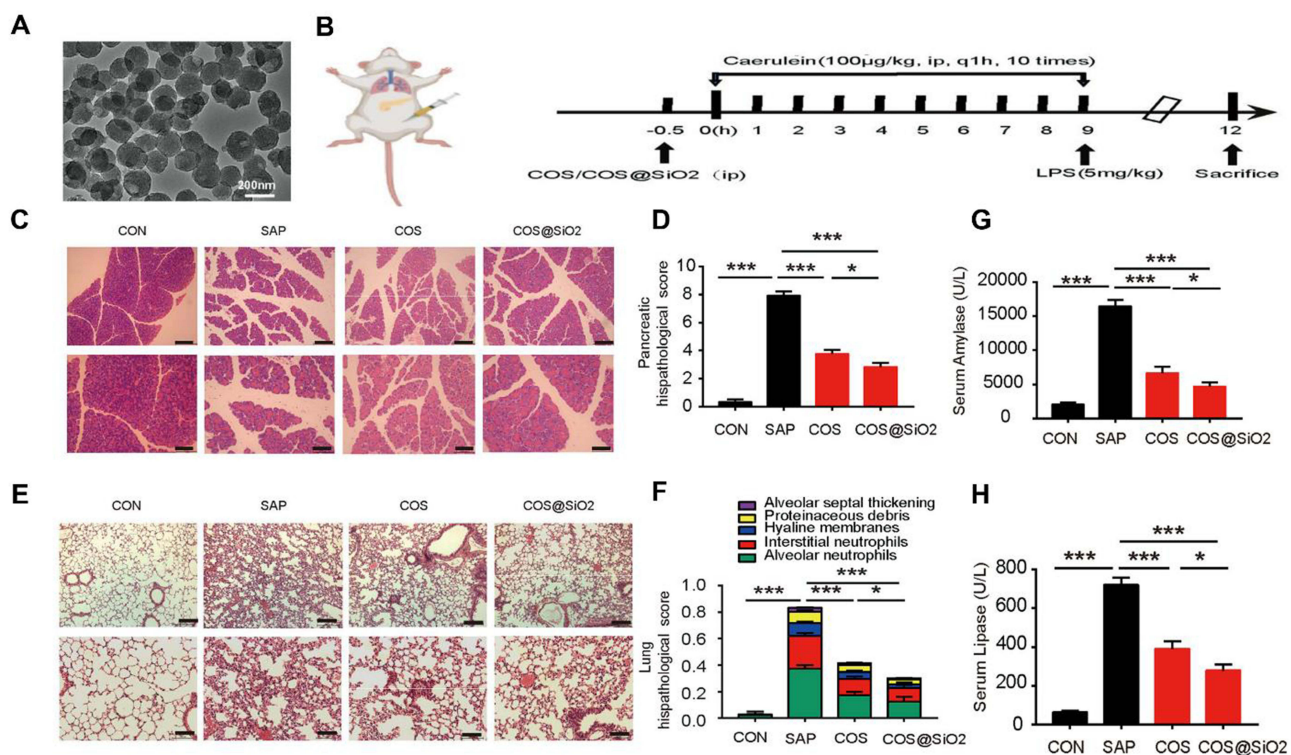 A
200nm
B
Caerulein(100µg/kg, ip, q1h, 10 times)
-0.5 0(h) 1 2 3 4 5 6 7 8 9 12
COS/COS@SiO2 (ip) LPS(5mg/kg) Sacrifice
C
CON SAP COS COS@SiO2
D
*** 
*** *** *
Pancreatic
hispathological score
10
8
6
4
2
0
CON SAP COS COS@SiO2
G
***
*** *** *
Serum Amylase (U/L)
20000
15000
10000
5000
0
CON SAP COS COS@SiO2
E
CON SAP COS COS@SiO2
F
Alveolar septal thickening
Proteinaceous debris
Hyaline membranes
Interstitial neutrophils
Alveolar neutrophils
***
*** *** *
Lung
hispathological score
1.0
0.8
0.6
0.4
0.2
0.0
CON SAP COS COS@SiO2
H
***
*** *** *
Serum Lipase (U/L)
800
600
400
200
0
CON SAP COS COS@SiO2